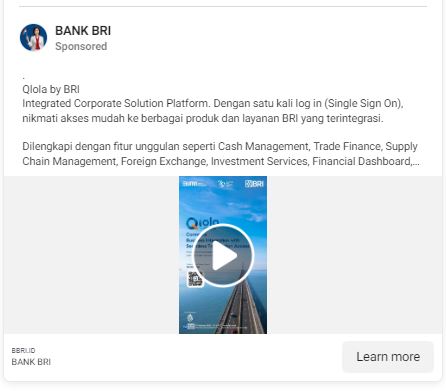 BANK BRI
Sponsored
.
Qlola by BRI
Integrated Corporate Solution Platform. Dengan satu kali log in (Single Sign On),
nikmati akses mudah ke berbagai produk dan layanan BRI yang terintegrasi.
Dilengkapi dengan fitur unggulan seperti Cash Management, Trade Finance, Supply
Chain Management, Foreign Exchange, Investment Services, Financial Dashboard,...
BRI
Qlola
BBRI.ID
BANK BRI
Learn more